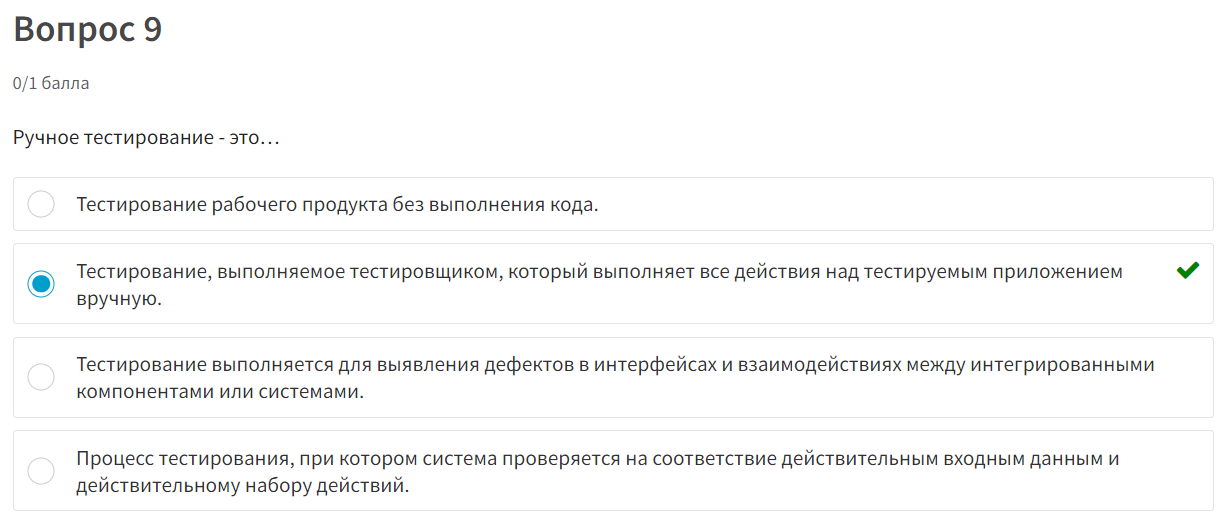 Вопрос 9
0/1 балла
Ручное тестирование - это…
Тестирование рабочего продукта без выполнения кода.
Тестирование, выполняемое тестировщиком, который выполняет все действия над тестируемым приложением
вручную.
Тестирование выполняется для выявления дефектов в интерфейсах и взаимодействиях между интегрированными
компонентами или системами.
Процесс тестирования, при котором система проверяется на соответствие действительным входным данным и
действительному набору действий.